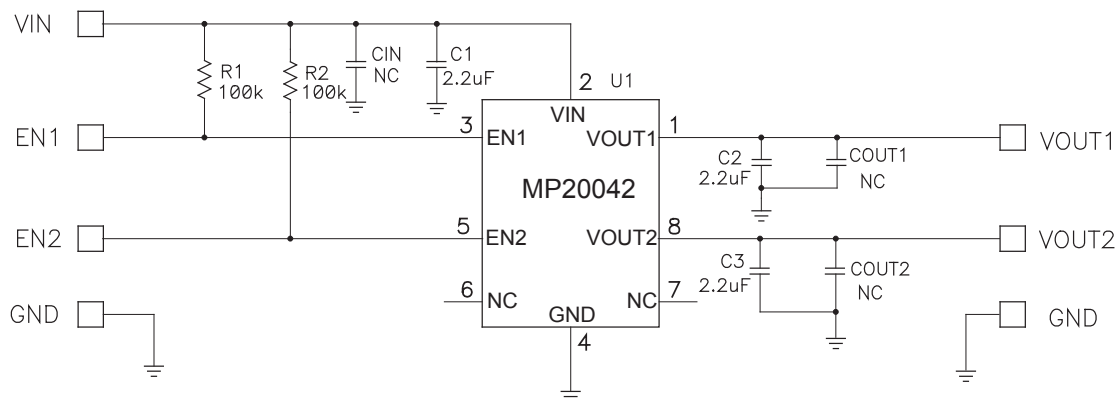 VIN
R1
100k
R2
100k
CIN
NC
C1
2.2uF
2
U1
VIN
EN1
3
EN1
VOUT1
1
C2
2.2uF
COUT1
NC
VOUT1
MP20042
EN2
5
EN2
VOUT2
8
C3
2.2uF
COUT2
NC
VOUT2
6
NC
NC
7
GND
GND
4
GND